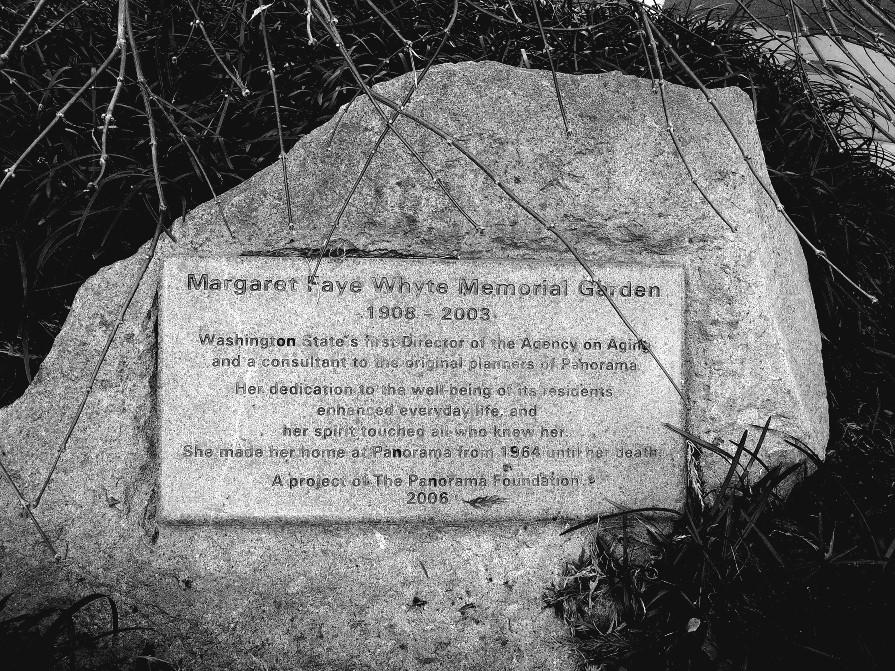 Margaret Faye Whyte Memorial Garden
1908 - 2003
Washington State's first Director of the Agency on Aging
and a consultant to the original planners of Panorama
Her dedication to the well-being of its residents
enhanced everyday life, and
her spirit touched all who knew her.
She made her home at Panorama from 1964 until her death.
A project of The Panorama Foundation
2006